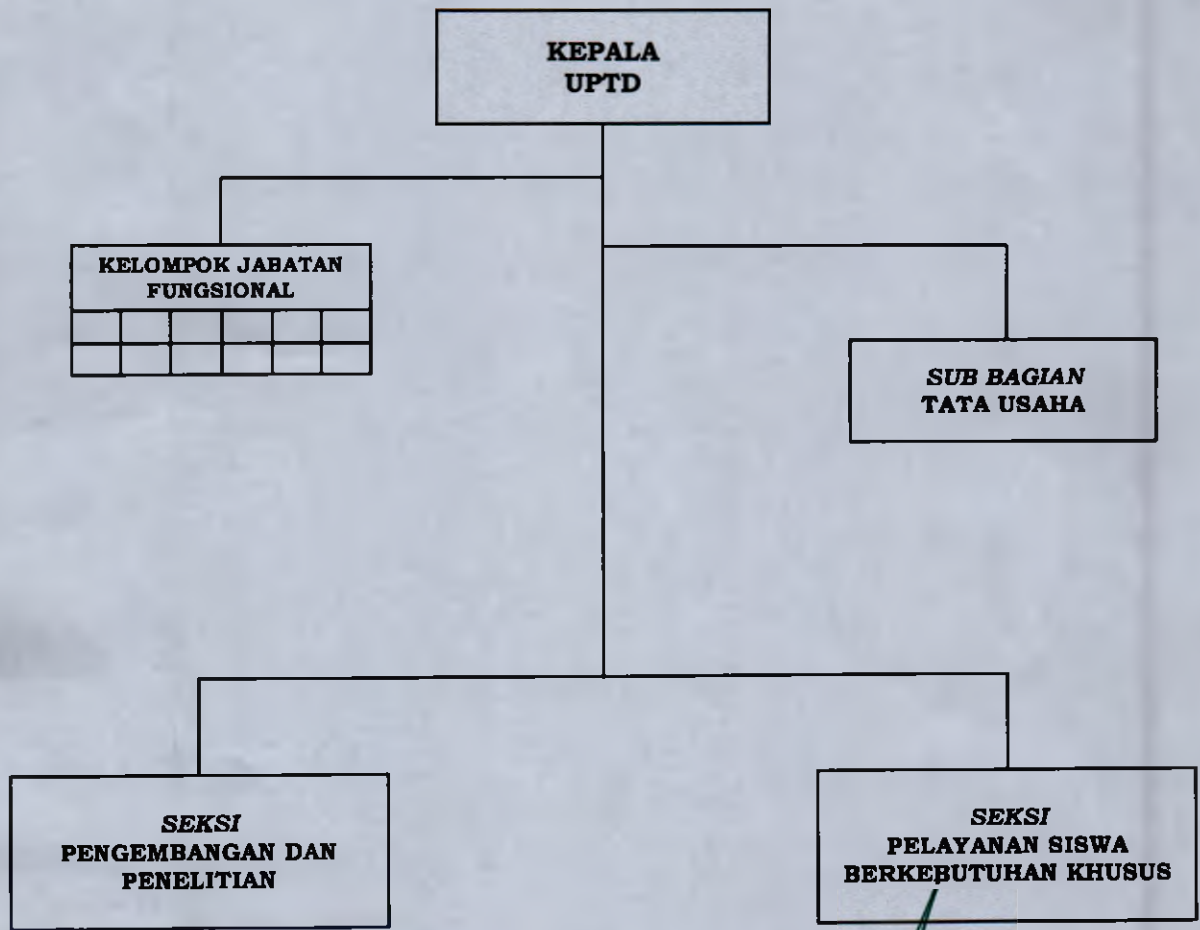 KEPALA
UPTD
KELOMPOK JABATAN
FUNGSIONAL
SUB BAGIAN
TATA USAHA
SEKSI
PENGEMBANGAN DAN
PENELITIAN
SEKSI
PELAYANAN SISWA
BERKEBUTUHAN KHUSUS